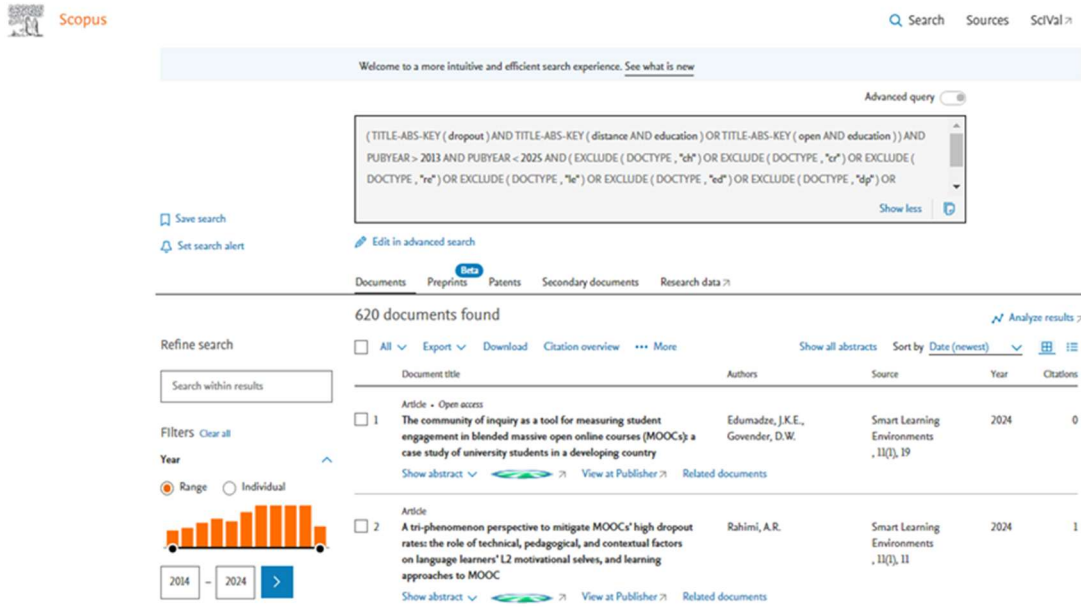 Scopus
Search Sources SciVal
Welcome to a more intuitive and efficient search experience. See what is new
Advanced query
( TITLE-ABS-KEY ( dropout ) AND TITLE-ABS-KEY ( distance AND education ) OR TITLE-ABS-KEY ( open AND education ) ) AND
PUBYEAR > 2013 AND PUBYEAR < 2025 AND ( EXCLUDE ( DOCTYPE , "ch" ) OR EXCLUDE ( DOCTYPE , "cr" ) OR EXCLUDE (
DOCTYPE , "re" ) OR EXCLUDE ( DOCTYPE , "le" ) OR EXCLUDE ( DOCTYPE , "ed" ) OR EXCLUDE ( DOCTYPE , "dp" ) OR
Show less
Save search
Set search alert
Edit in advanced search
Beta
Documents Preprints Patents Secondary documents Research data
620 documents found
Analyze results
Refine search
All Export Download Citation overview ••• More Show all abstracts Sort by Date (newest)
Document title Authors Source Year Citations
Search within results
Filters Clear all
Year
Range Individual
2014 – 2024
Article • Open access
1 The community of inquiry as a tool for measuring student Edumadze, J.K.E., Smart Learning 2024 0
engagement in blended massive open online courses (MOOCs): a Govender, D.W. Environments
case study of university students in a developing country , 11(1), 19
Show abstract View at Publisher Related documents
Article
2 A tri-phenomenon perspective to mitigate MOOCs' high dropout Rahimi, A.R. Smart Learning 2024 1
rates: the role of technical, pedagogical, and contextual factors Environments
on language learners' L2 motivational selves, and learning , 11(1), 11
approaches to MOOC
Show abstract View at Publisher Related documents